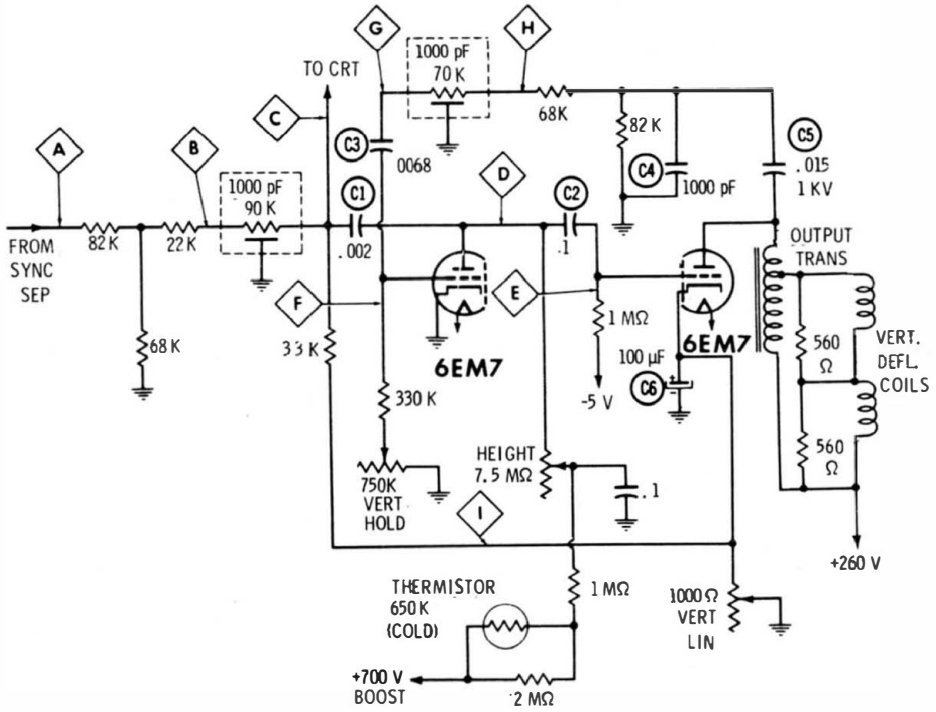 G
H
1000 pF
70 K
TO CRT
68K
82 K
C
C3
C5
A
B
.0068
D
C2
C4
.015
1 KV
1000 pF
90 K
C1
1000 pF
FROM
SYNC
SEP
82K
22K
.002
.1
OUTPUT
TRANS
F
E
1 MΩ
6EM7
6EM7
560
Ω
VERT.
DEFL.
COILS
68K
33 K
100 µF
C6
+
-
-5 V
330 K
HEIGHT
7.5 MΩ
560
Ω
750K
VERT
HOLD
.1
I
+260 V
THERMISTOR
650 K
(COLD)
1 MΩ
1000 Ω
VERT
LIN
+700 V
BOOST
2 MΩ